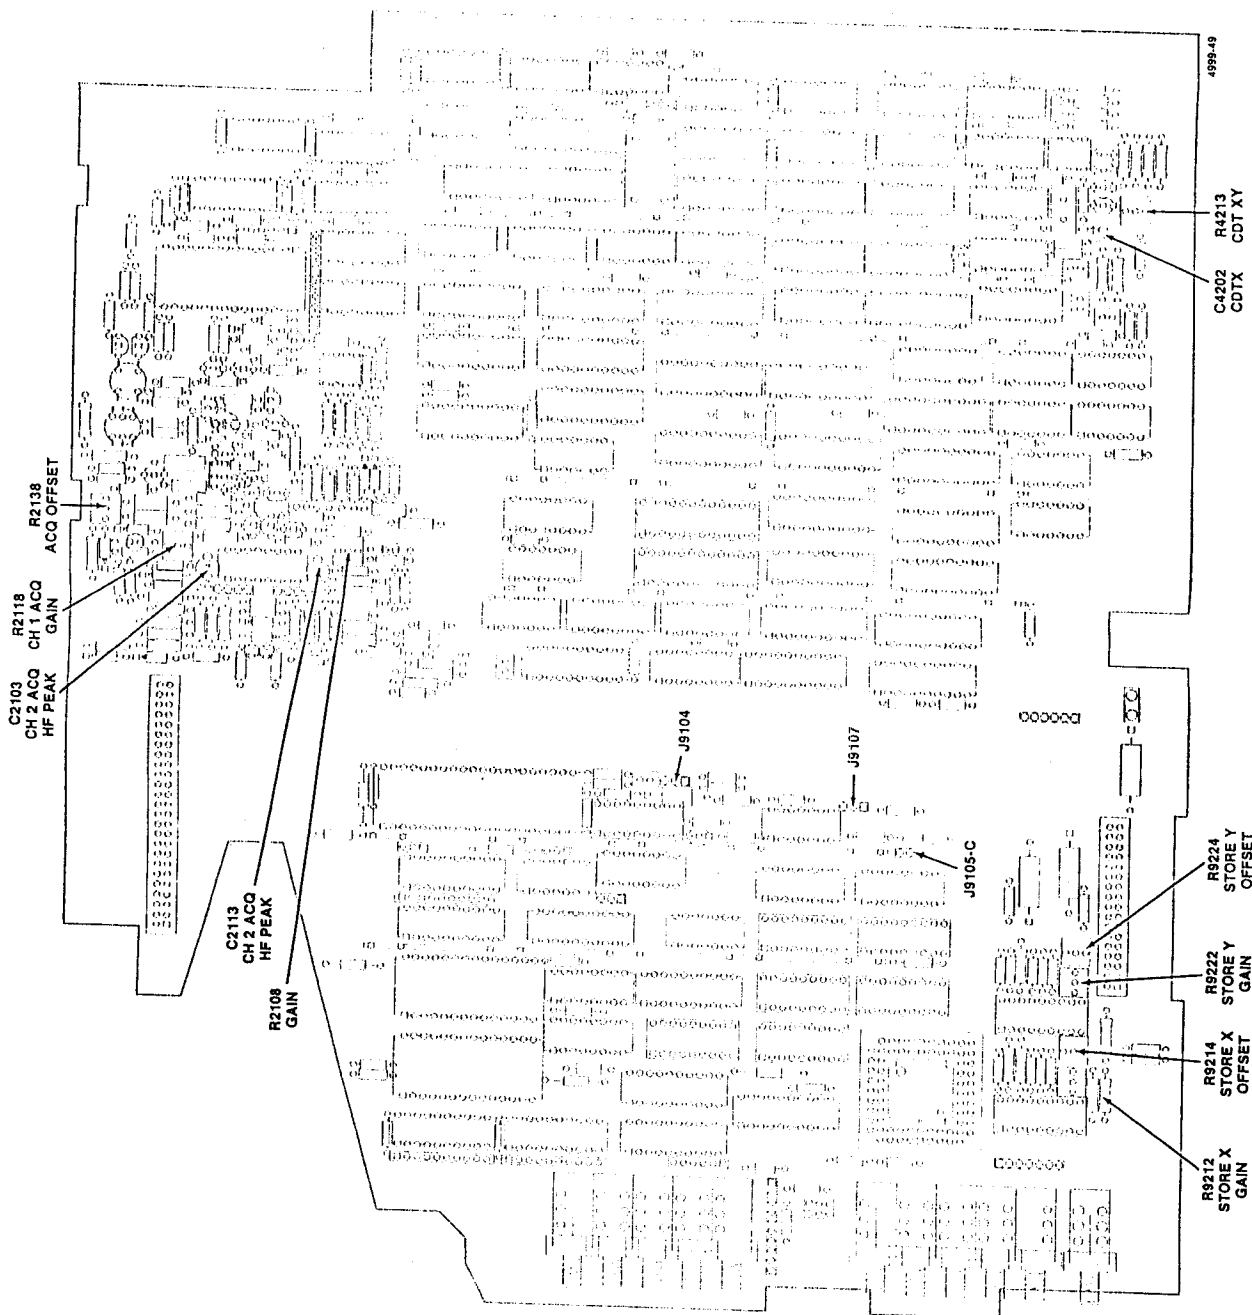 4999-49
R4213
CDT XY
C4202
CDTX
R2138
ACQ OFFSET
R2118
CH 1 ACQ
GAIN
C2103
CH 2 ACQ
HF PEAK
J9104
J9107
J9105-C
C2113
CH 2 ACQ
HF PEAK
R2108
GAIN
R9224
STORE Y
OFFSET
R9222
STORE Y
GAIN
R9214
STORE X
OFFSET
R9212
STORE X
GAIN